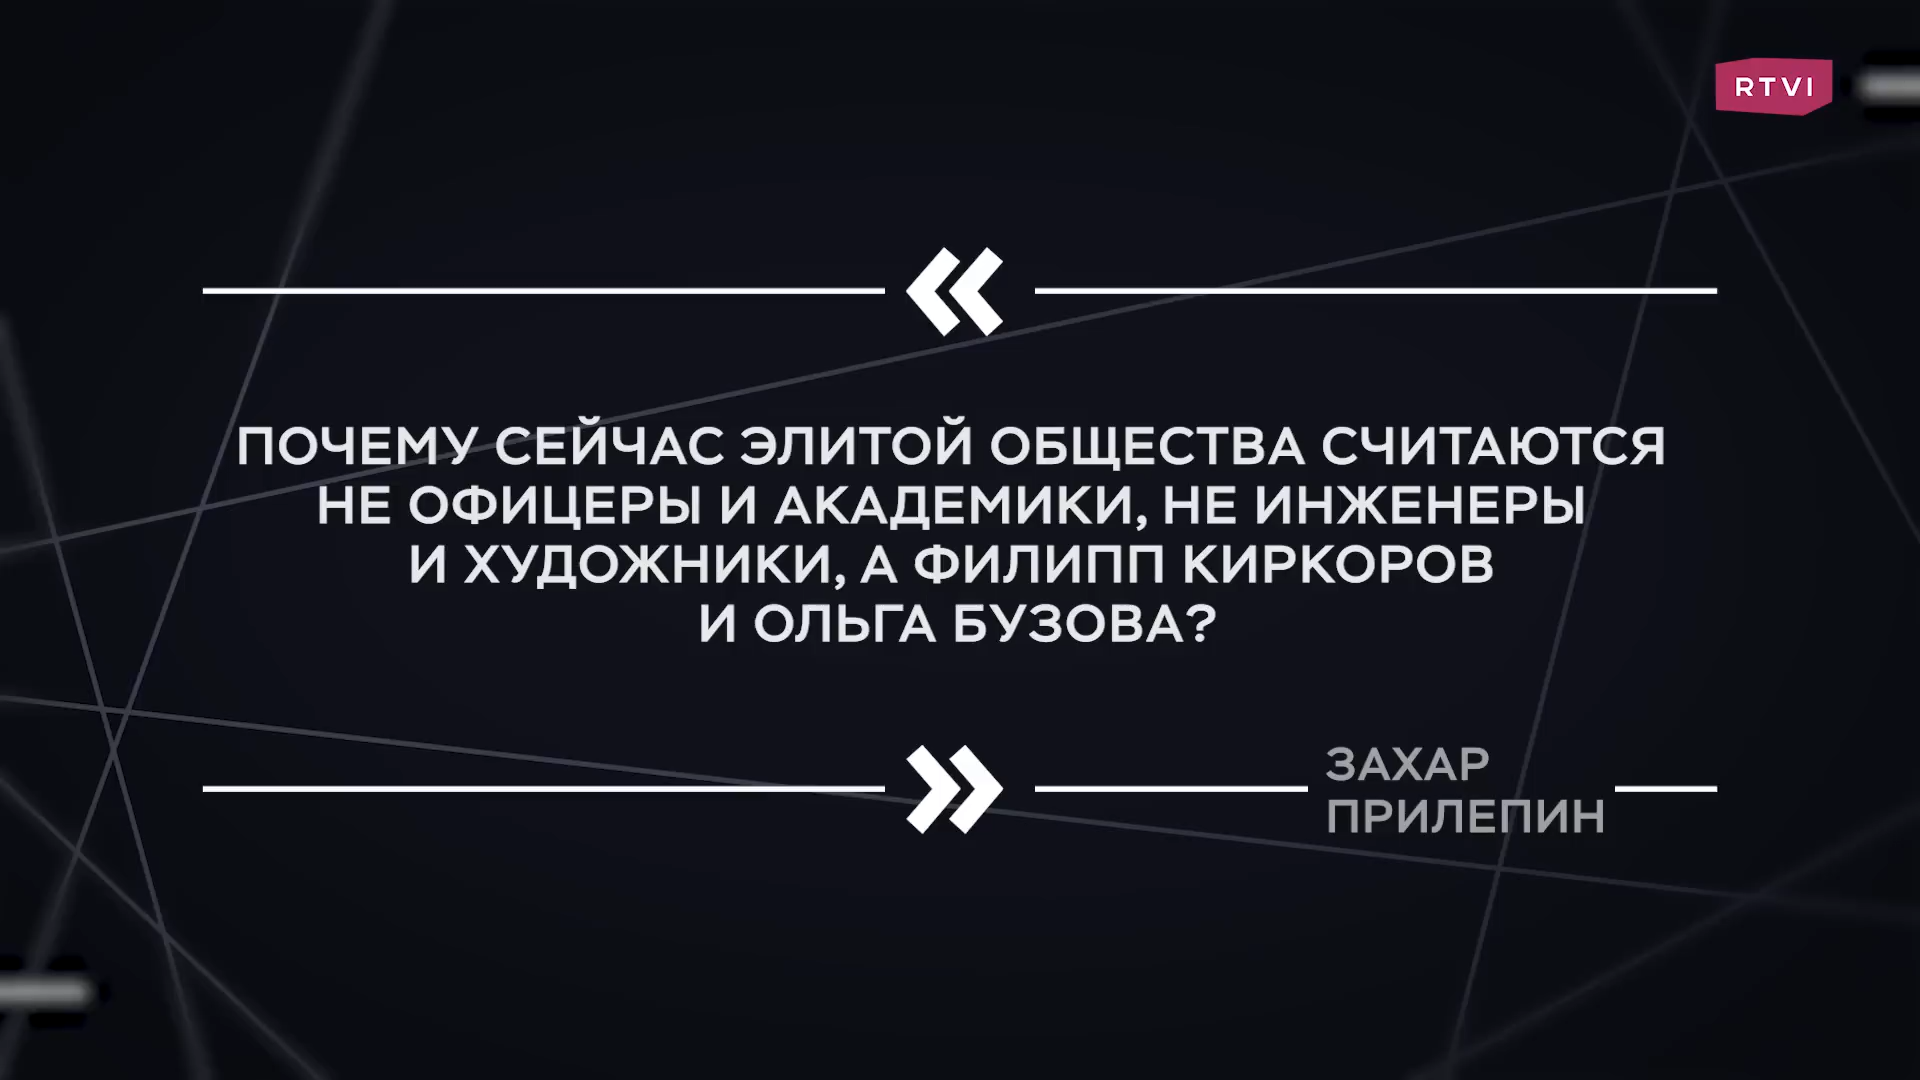 RTVI
«
ПОЧЕМУ СЕЙЧАС ЭЛИТОЙ ОБЩЕСТВА СЧИТАЮТСЯ
НЕ ОФИЦЕРЫ И АКАДЕМИКИ, НЕ ИНЖЕНЕРЫ
И ХУДОЖНИКИ, А ФИЛИПП КИРКОРОВ
И ОЛЬГА БУЗОВА?
»
ЗАХАР
ПРИЛЕПИН